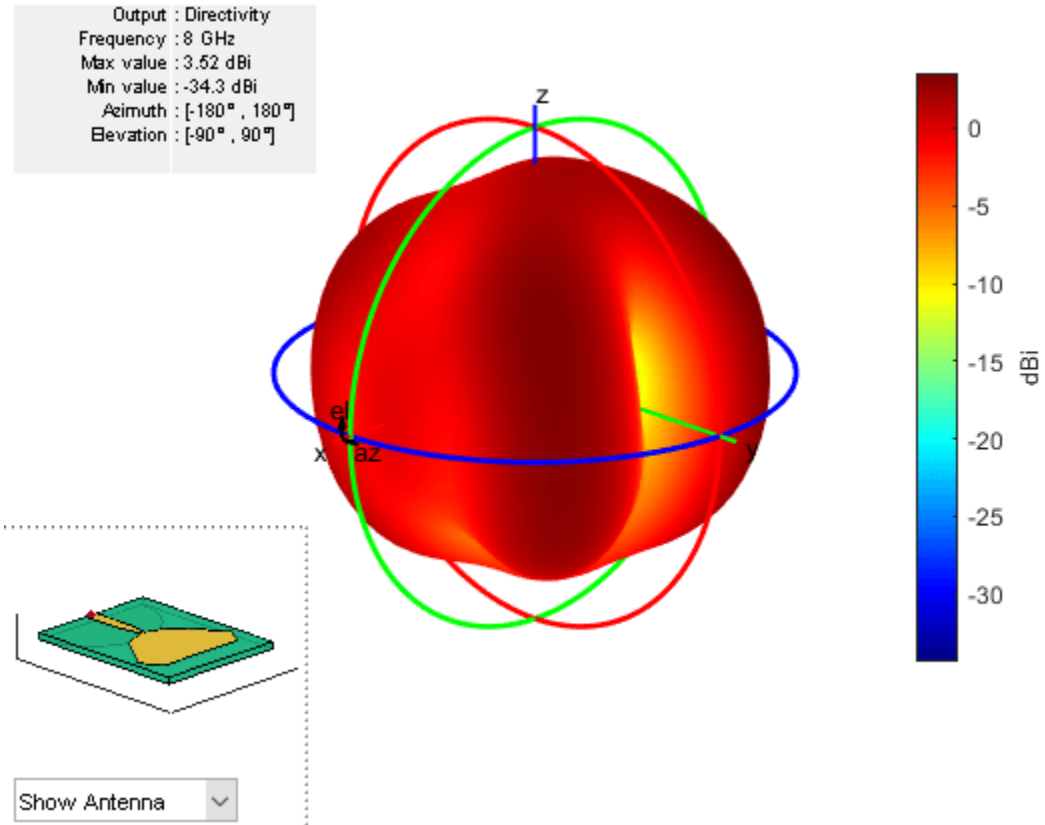 Output : Directivity
Frequency : 8 GHz
Max value : 3.52 dBi
Min value : -34.3 dBi
Azimuth : [-180° , 180°]
Elevation : [-90° , 90°]
z
el
x
az
y
0
-5
-10
-15
-20
-25
-30
dBi
Show Antenna